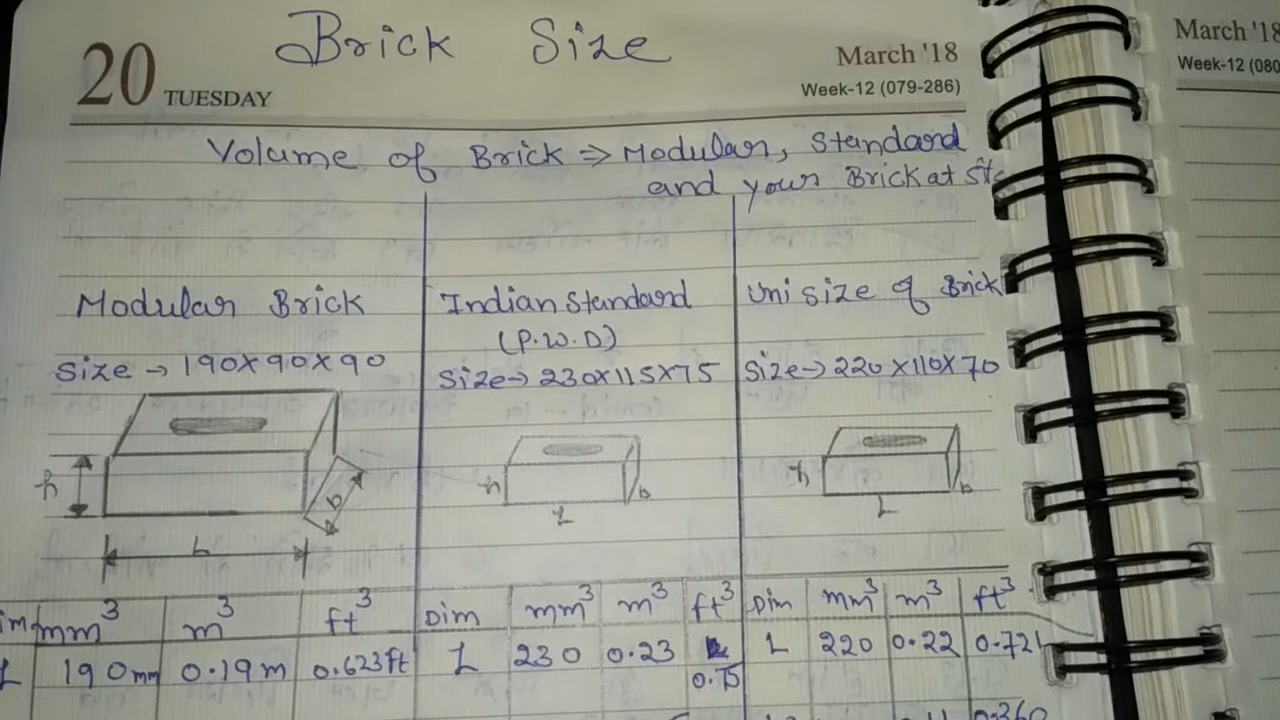 Brick Size
20 TUESDAY
March '18
Week-12 (079-286)
March '18
Week-12 (080
Volume of Brick ⇒ Modular, Standard
and your Brick at Site
Modular Brick
Size → 190X90X90
h
b
L
Indian Standard
(P.W.D)
Size → 230X115X75
h
b
L
Uni size of Brick
Size → 220X110X70
h
b
L
Dim mm³ m³ ft³
L 190mm 0.19m 0.623ft
Dim mm³ m³ ft³
L 230 0.23 0.75
Dim mm³ m³ ft³
L 220 0.22 0.721
0.360